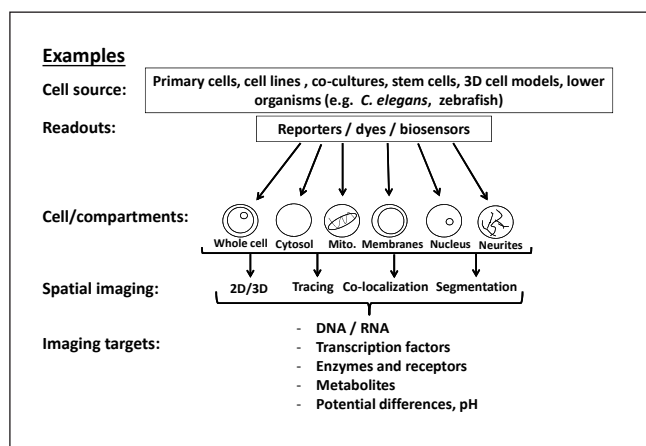 Examples
Cell source: Primary cells, cell lines , co-cultures, stem cells, 3D cell models, lower
organisms (e.g. C. elegans, zebrafish)
Readouts: Reporters / dyes / biosensors
Cell/compartments:
Whole cell Cytosol Mito. Membranes Nucleus Neurites
Spatial imaging: 2D/3D Tracing Co-localization Segmentation
Imaging targets:
- DNA / RNA
- Transcription factors
- Enzymes and receptors
- Metabolites
- Potential differences, pH